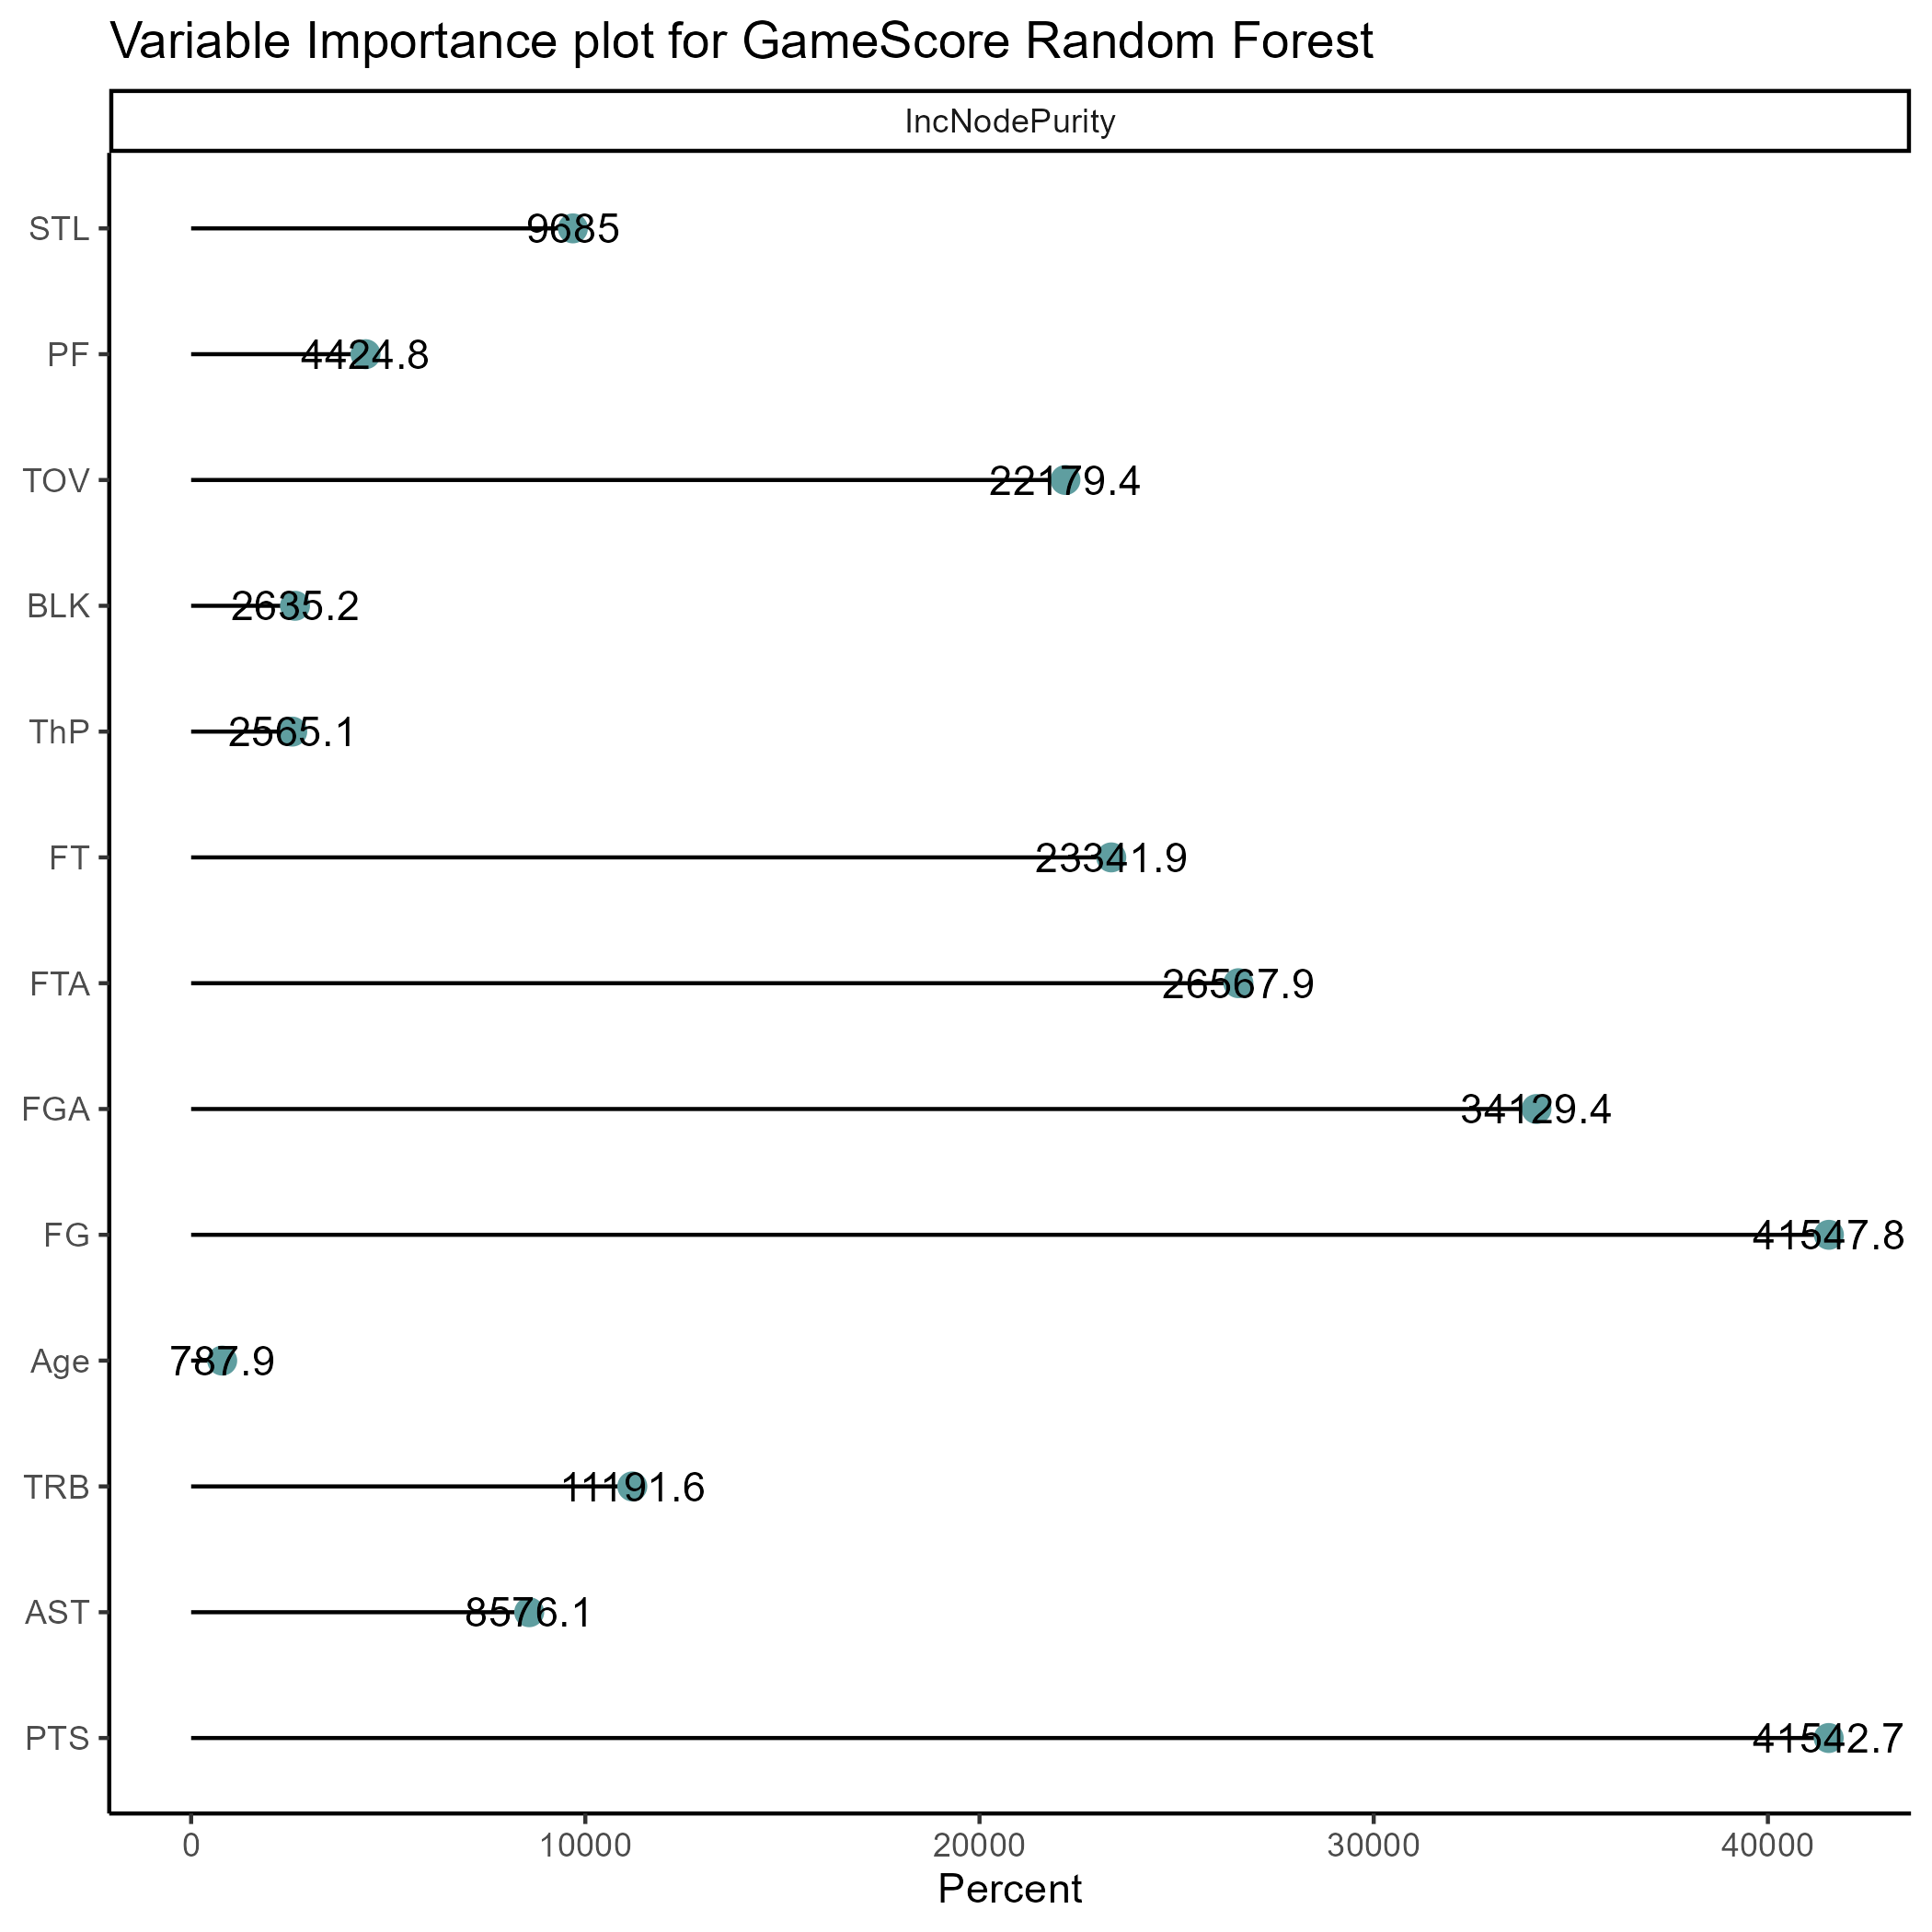 Variable Importance plot for GameScore Random Forest
IncNodePurity
STL 9685
PF 4424.8
TOV 22179.4
BLK 2635.2
ThP 2565.1
FT 23341.9
FTA 26567.9
FGA 34129.4
FG 41547.8
Age 787.9
TRB 11191.6
AST 8576.1
PTS 41542.7
0 10000 20000 30000 40000
Percent